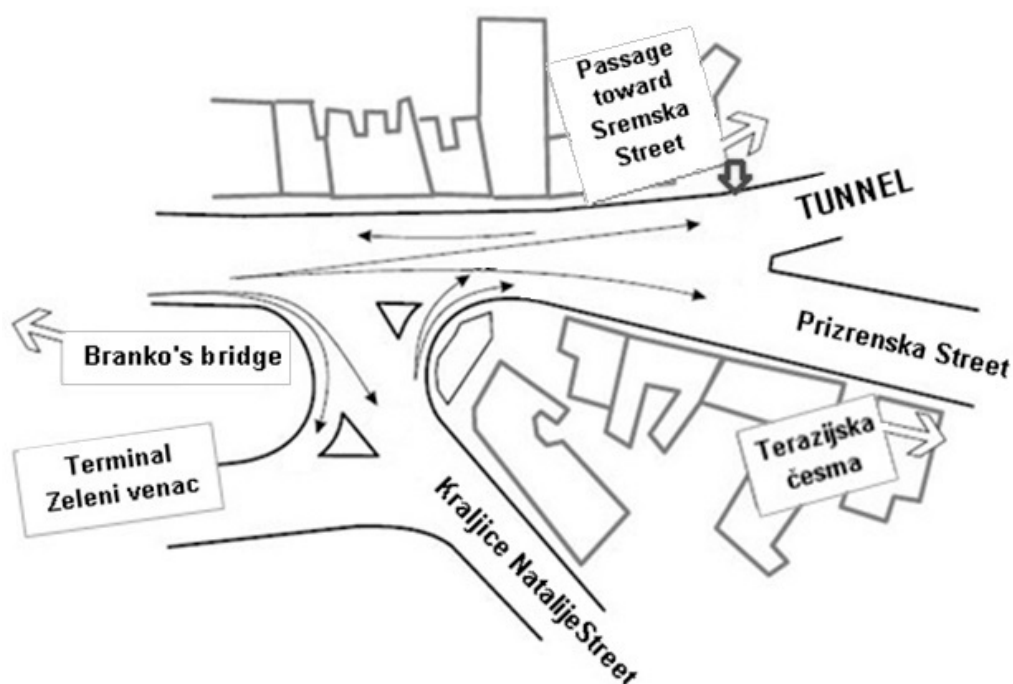 Passage
toward
Sremska
Street
TUNNEL
Prizrenska Street
Branko's bridge
Terminal
Zeleni venac
Terazijska
česma
Kraljice Natalije Street